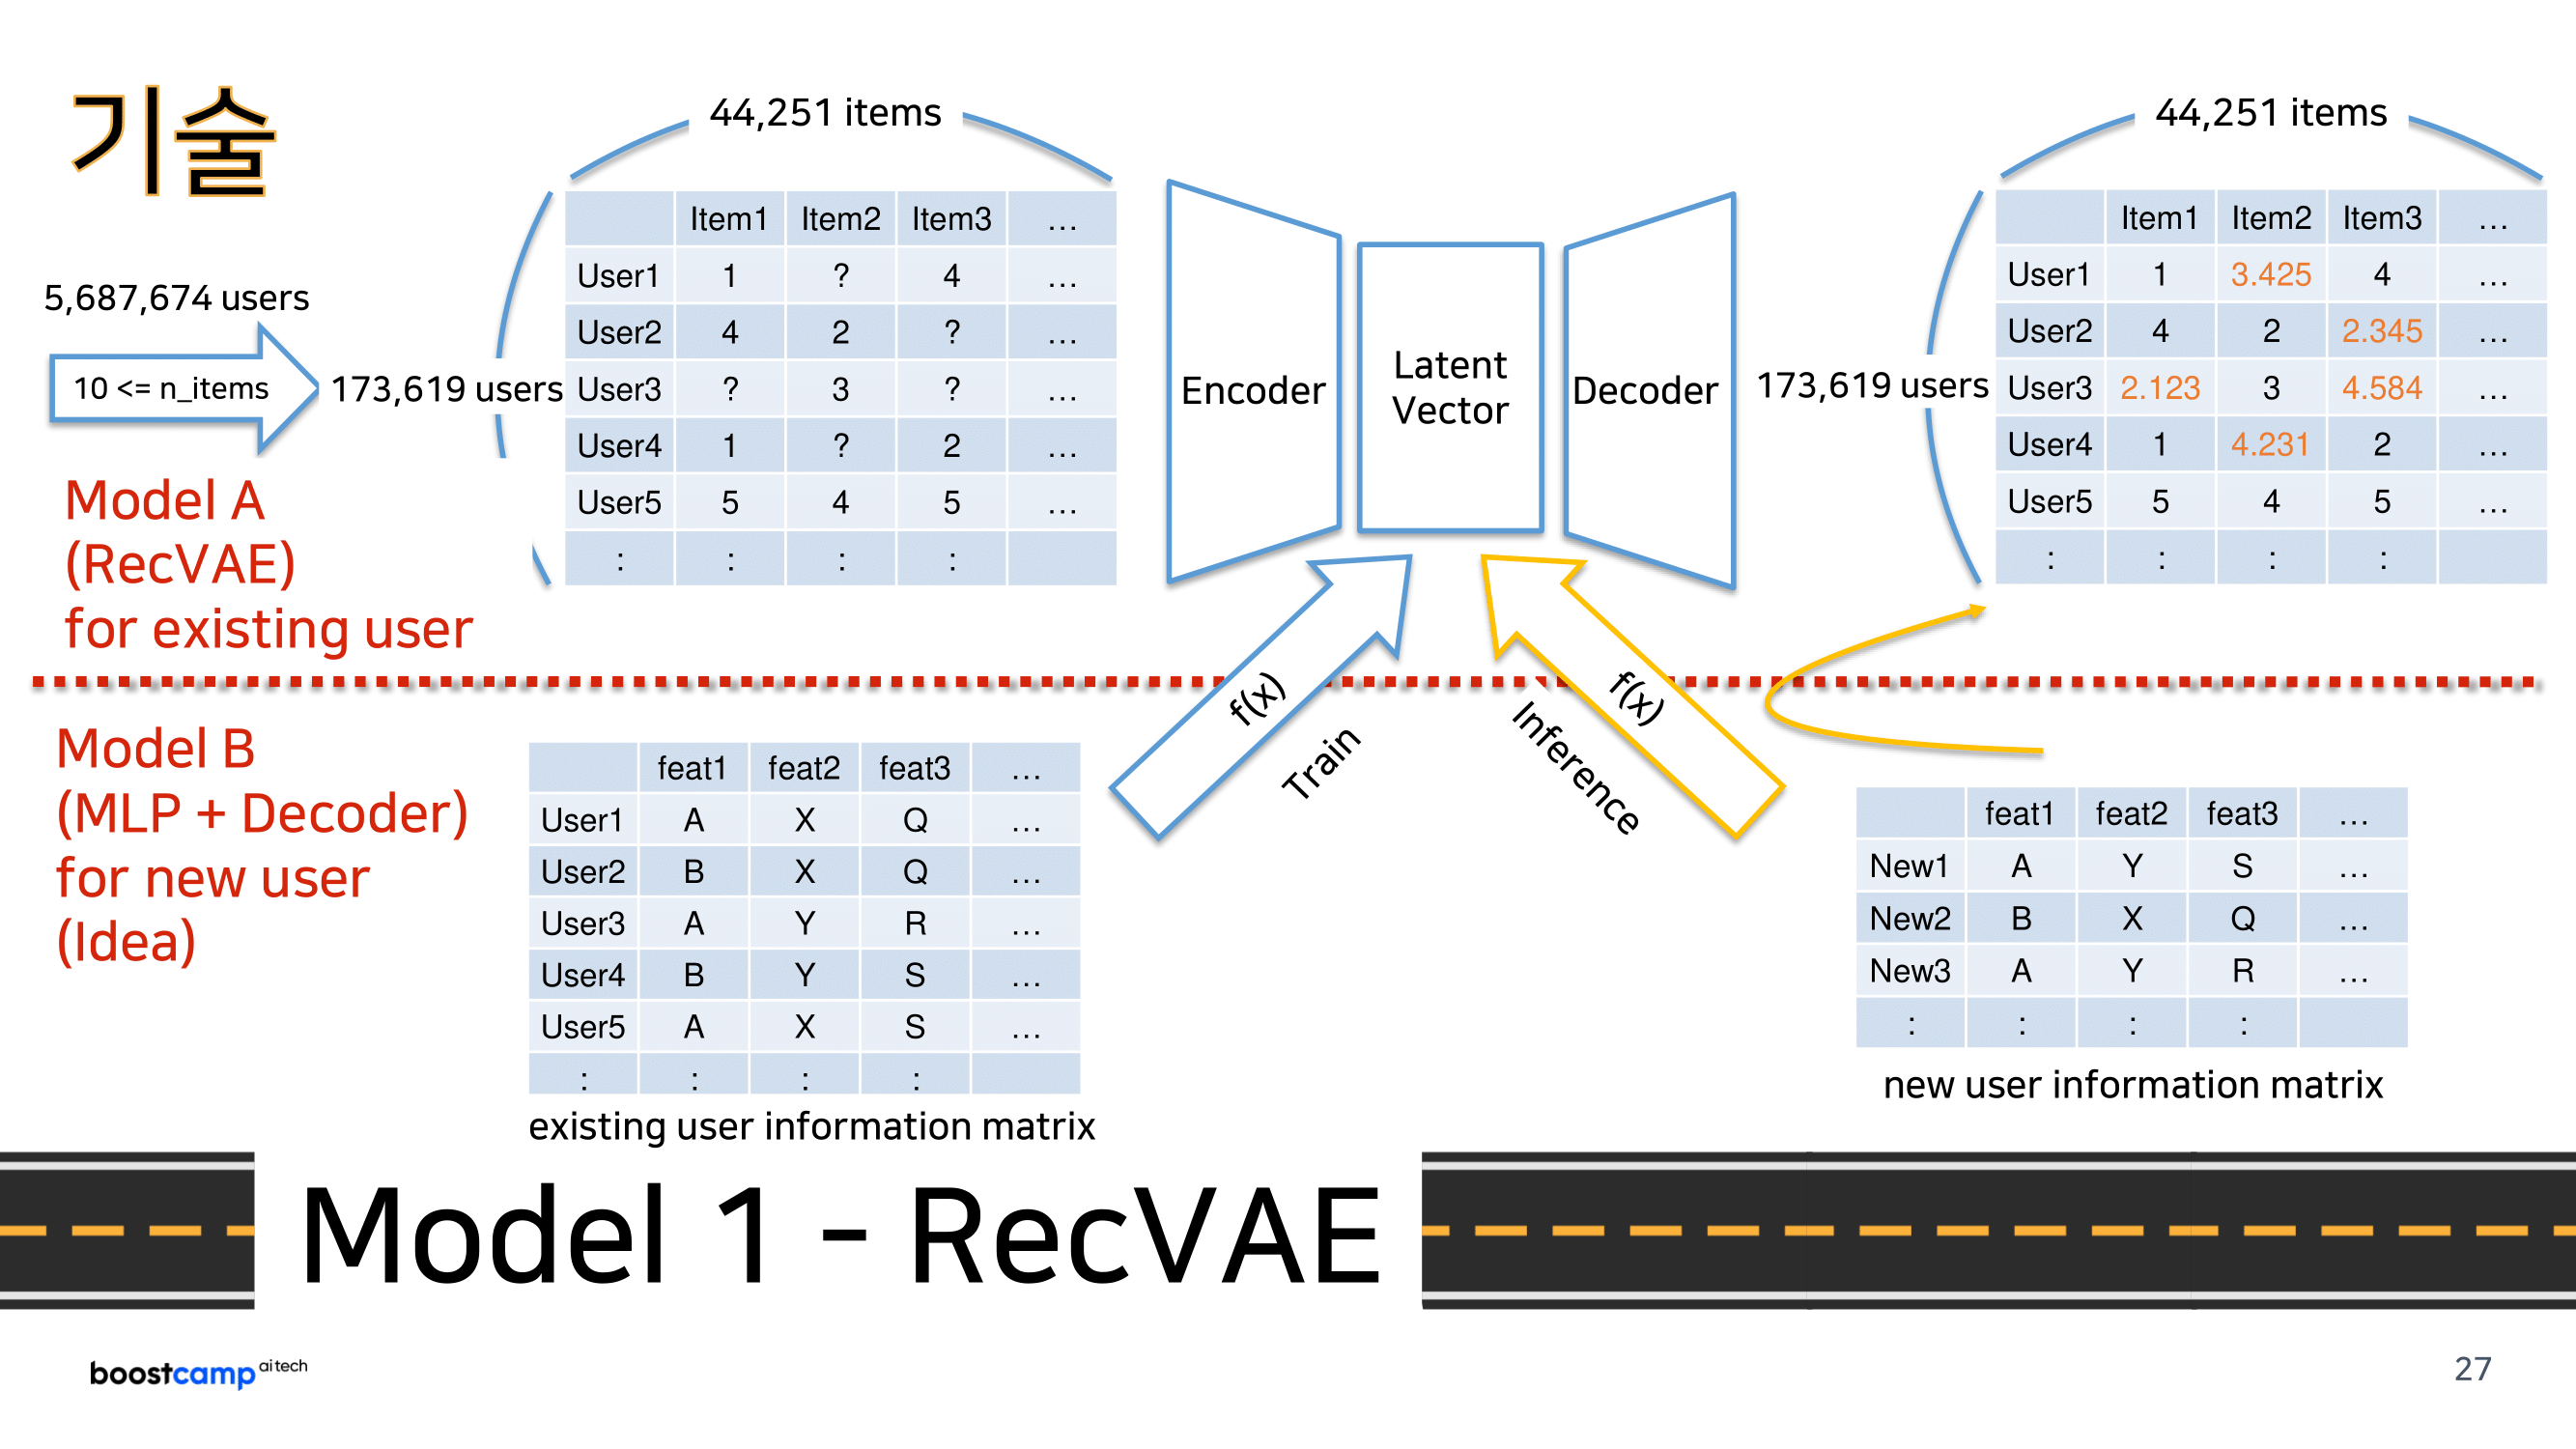 기술
44,251 items
44,251 items
5,687,674 users
10 <= n_items
173,619 users
Item1 Item2 Item3 …
User1 1 ? 4 …
User2 4 2 ? …
User3 ? 3 ? …
User4 1 ? 2 …
User5 5 4 5 …
: : : :
Encoder
Latent
Vector
Decoder
173,619 users
Item1 Item2 Item3 …
User1 1 3.425 4 …
User2 4 2 2.345 …
User3 2.123 3 4.584 …
User4 1 4.231 2 …
User5 5 4 5 …
: : : :
Model A
(RecVAE)
for existing user
f(x)
Train
f(x)
Inference
Model B
(MLP + Decoder)
for new user
(Idea)
feat1 feat2 feat3 …
User1 A X Q …
User2 B X Q …
User3 A Y R …
User4 B Y S …
User5 A X S …
: : : :
existing user information matrix
feat1 feat2 feat3 …
New1 A Y S …
New2 B X Q …
New3 A Y R …
: : : :
new user information matrix
Model 1 - RecVAE
boostcamp ai tech
27